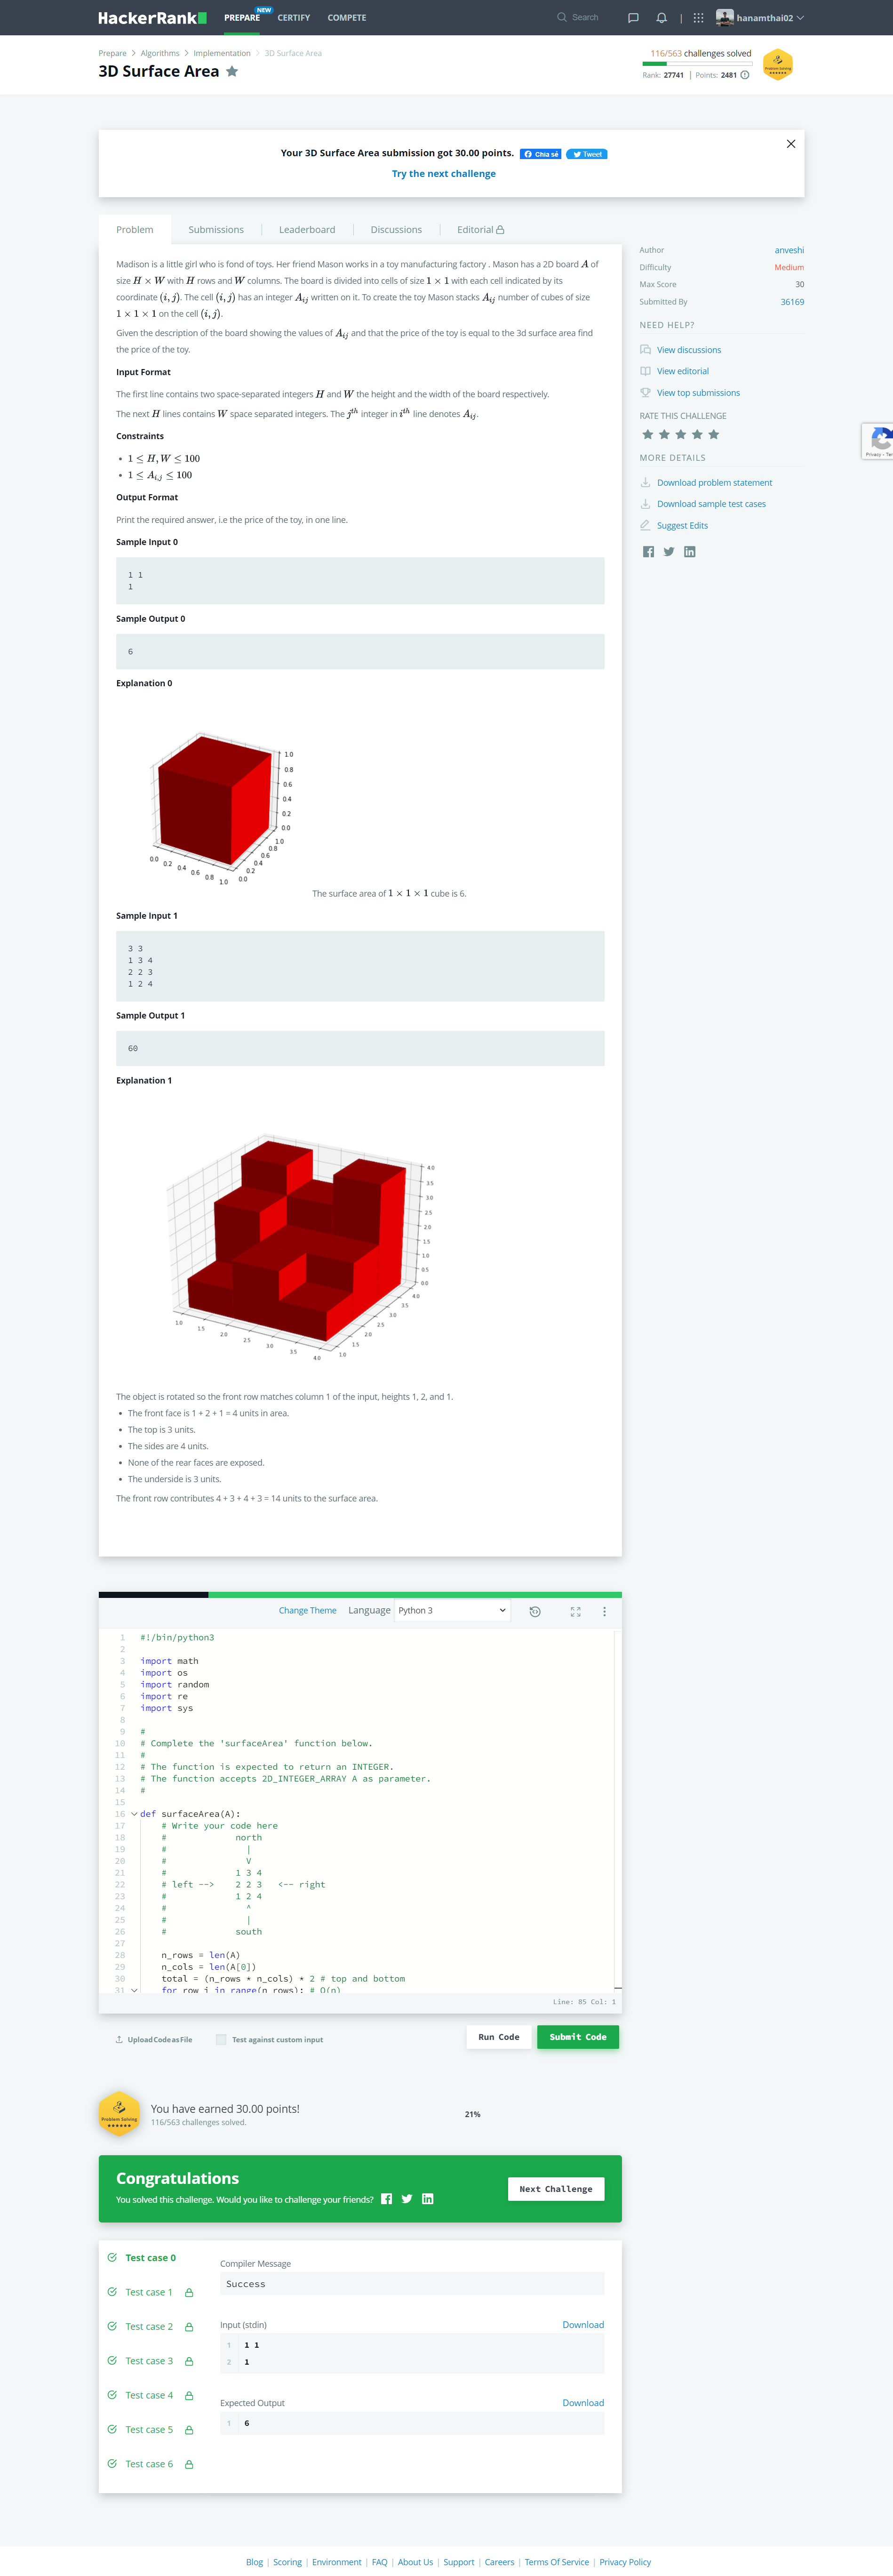 HackerRank
PREPARE NEW CERTIFY COMPETE
Search
hanamthai02
Prepare > Algorithms > Implementation > 3D Surface Area
3D Surface Area
116/563 challenges solved
Rank: 27741 | Points: 2481
Problem Solving
Your 3D Surface Area submission got 30.00 points. Chia sẻ Tweet
Try the next challenge
Problem
Submissions
Leaderboard
Discussions
Editorial
Madison is a little girl who is fond of toys. Her friend Mason works in a toy manufacturing factory . Mason has a 2D board A of
size H × W with H rows and W columns. The board is divided into cells of size 1 × 1 with each cell indicated by its
coordinate (i, j). The cell (i, j) has an integer A_ij written on it. To create the toy Mason stacks A_ij number of cubes of size
1 × 1 × 1 on the cell (i, j).
Given the description of the board showing the values of A_ij and that the price of the toy is equal to the 3d surface area find
the price of the toy.
Input Format
The first line contains two space-separated integers H and W the height and the width of the board respectively.
The next H lines contains W space separated integers. The j^th integer in i^th line denotes A_ij.
Constraints
• 1 ≤ H, W ≤ 100
• 1 ≤ A_i,j ≤ 100
Output Format
Print the required answer, i.e the price of the toy, in one line.
Sample Input 0
1 1
1
Sample Output 0
6
Explanation 0
1.0
0.8
0.6
0.4
0.2
0.0
1.0
0.8
0.6
0.4
0.2
0.0
0.0 0.2 0.4 0.6 0.8 1.0
The surface area of 1 × 1 × 1 cube is 6.
Sample Input 1
3 3
1 3 4
2 2 3
1 2 4
Sample Output 1
60
Explanation 1
4.0
3.5
3.0
2.5
2.0
1.5
1.0
0.5
0.0
4.0
3.5
3.0
2.5
2.0
1.5
1.0
1.0 1.5 2.0 2.5 3.0 3.5 4.0
The object is rotated so the front row matches column 1 of the input, heights 1, 2, and 1.
• The front face is 1 + 2 + 1 = 4 units in area.
• The top is 3 units.
• The sides are 4 units.
• None of the rear faces are exposed.
• The underside is 3 units.
The front row contributes 4 + 3 + 4 + 3 = 14 units to the surface area.
Author anveshi
Difficulty Medium
Max Score 30
Submitted By 36169
NEED HELP?
View discussions
View editorial
View top submissions
RATE THIS CHALLENGE
MORE DETAILS
Download problem statement
Download sample test cases
Suggest Edits
Change Theme Language Python 3
1 #!/bin/python3
2
3 import math
4 import os
5 import random
6 import re
7 import sys
8
9 #
10 # Complete the 'surfaceArea' function below.
11 #
12 # The function is expected to return an INTEGER.
13 # The function accepts 2D_INTEGER_ARRAY A as parameter.
14 #
15
16 def surfaceArea(A):
17 # Write your code here
18 # north
19 # |
20 # V
21 # 1 3 4
22 # left --> 2 2 3 <-- right
23 # 1 2 4
24 # ^
25 # |
26 # south
27
28 n_rows = len(A)
29 n_cols = len(A[0])
30 total = (n_rows * n_cols) * 2 # top and bottom
31 for row_i in range(n_rows): # O(n)
Line: 85 Col: 1
Upload Code as File
Test against custom input
Run Code
Submit Code
Problem Solving
You have earned 30.00 points!
116/563 challenges solved.
21%
Congratulations
You solved this challenge. Would you like to challenge your friends?
Next Challenge
Test case 0
Test case 1
Test case 2
Test case 3
Test case 4
Test case 5
Test case 6
Compiler Message
Success
Input (stdin) Download
1 1 1
2 1
Expected Output Download
1 6
Blog | Scoring | Environment | FAQ | About Us | Support | Careers | Terms Of Service | Privacy Policy